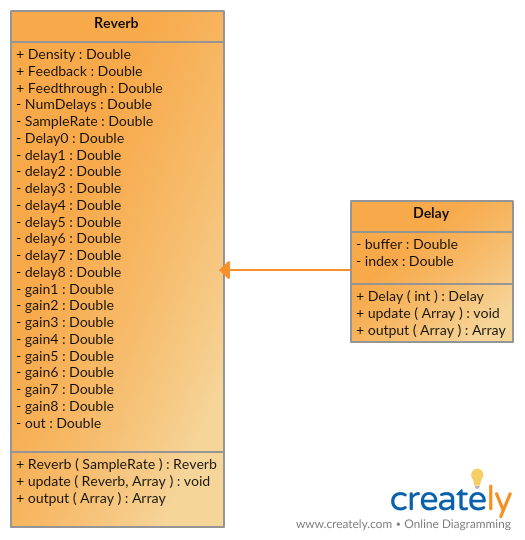 Reverb
+ Density : Double
+ Feedback : Double
+ Feedthrough : Double
- NumDelays : Double
- SampleRate : Double
- Delay0 : Double
- delay1 : Double
- delay2 : Double
- delay3 : Double
- delay4 : Double
- delay5 : Double
- delay6 : Double
- delay7 : Double
- delay8 : Double
- gain1 : Double
- gain2 : Double
- gain3 : Double
- gain4 : Double
- gain5 : Double
- gain6 : Double
- gain7 : Double
- gain8 : Double
- out : Double
+ Reverb ( SampleRate ) : Reverb
+ update ( Reverb, Array ) : void
+ output ( Array ) : Array
Delay
- buffer : Double
- index : Double
+ Delay ( int ) : Delay
+ update ( Array ) : void
+ output ( Array ) : Array
creately
www.creately.com • Online Diagramming